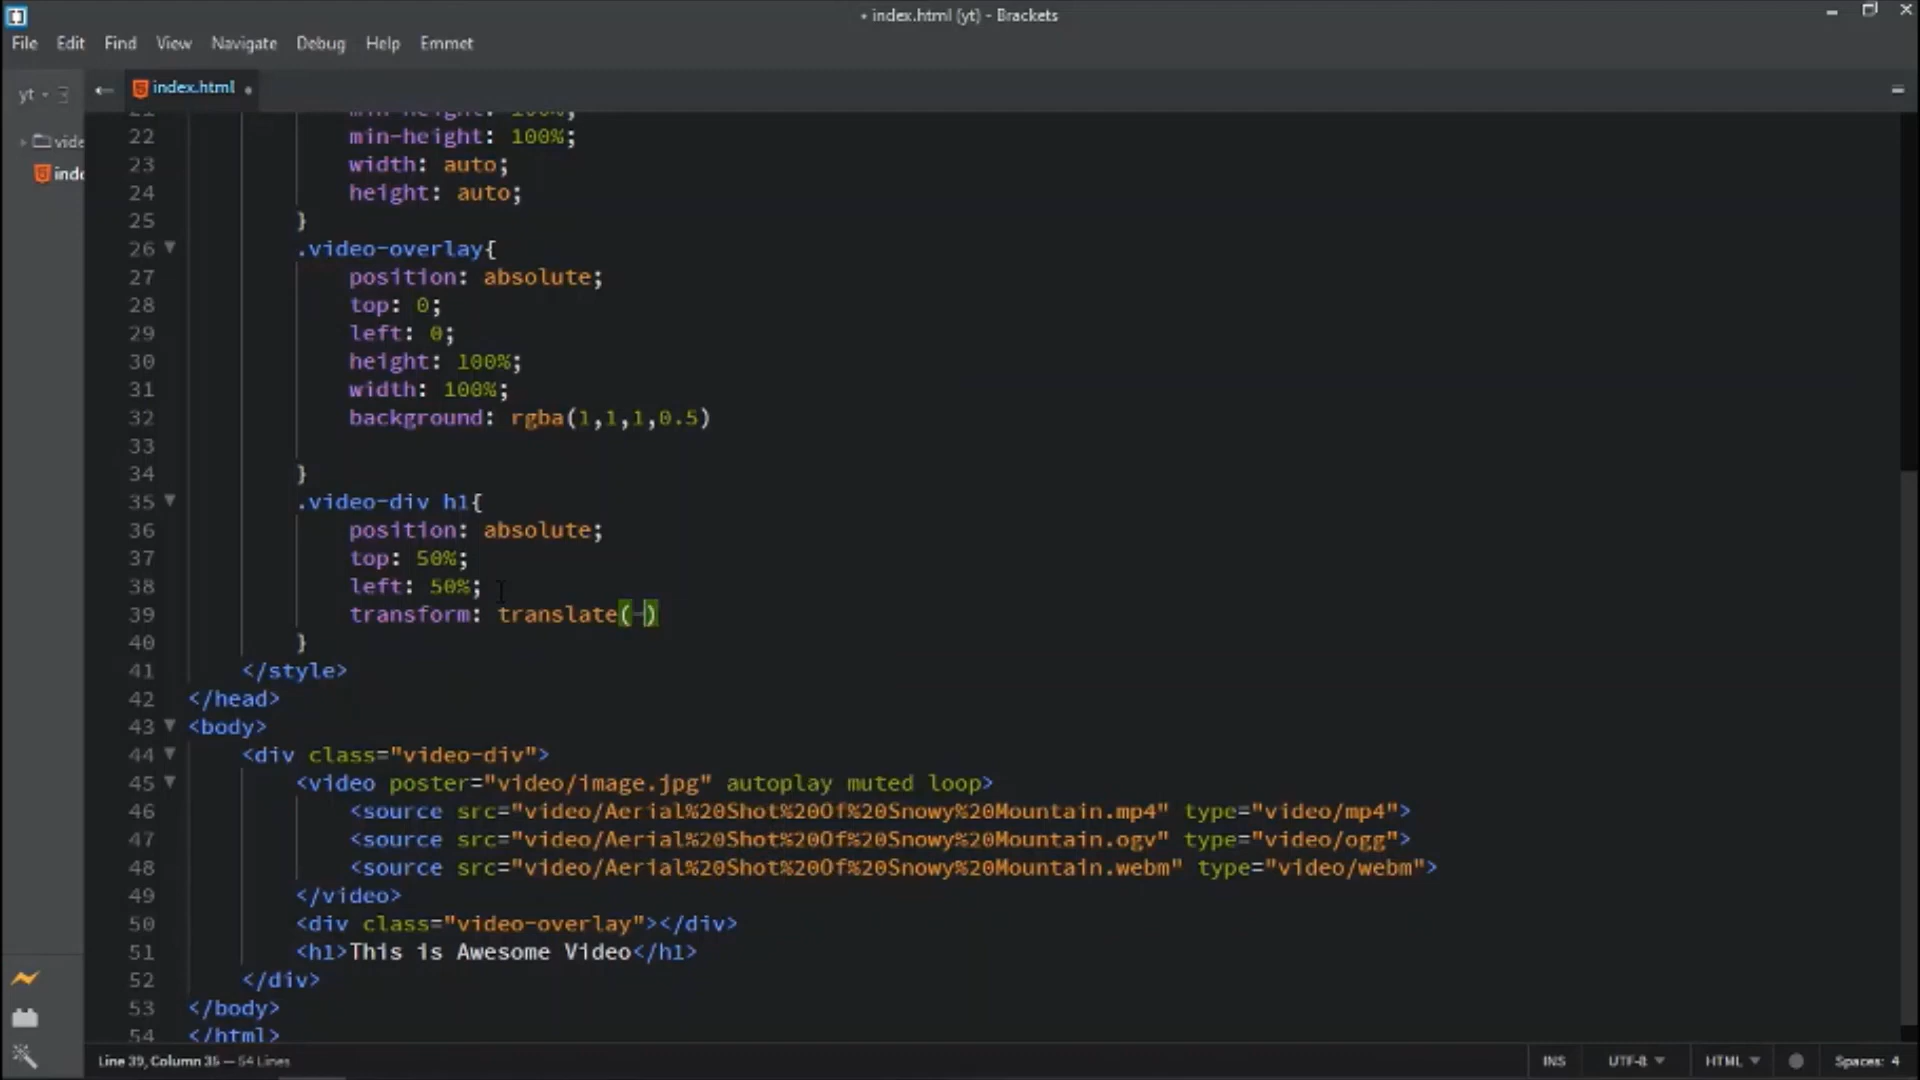 index.html (yt) - Brackets
File Edit Find View Navigate Debug Help Emmet
yt
index.html
vide
inde
21 min-height: 100%;
22 min-height: 100%;
23 width: auto;
24 height: auto;
25 }
26 .video-overlay{
27 position: absolute;
28 top: 0;
29 left: 0;
30 height: 100%;
31 width: 100%;
32 background: rgba(1,1,1,0.5)
33
34 }
35 .video-div h1{
36 position: absolute;
37 top: 50%;
38 left: 50%;
39 transform: translate(-)
40 }
41 </style>
42 </head>
43 <body>
44 <div class="video-div">
45 <video poster="video/image.jpg" autoplay muted loop>
46 <source src="video/Aerial%20Shot%20Of%20Snowy%20Mountain.mp4" type="video/mp4">
47 <source src="video/Aerial%20Shot%20Of%20Snowy%20Mountain.ogv" type="video/ogg">
48 <source src="video/Aerial%20Shot%20Of%20Snowy%20Mountain.webm" type="video/webm">
49 </video>
50 <div class="video-overlay"></div>
51 <h1>This is Awesome Video</h1>
52 </div>
53 </body>
54 </html>
Line 39, Column 35 — 54 Lines
INS UTF-8 HTML Spaces: 4